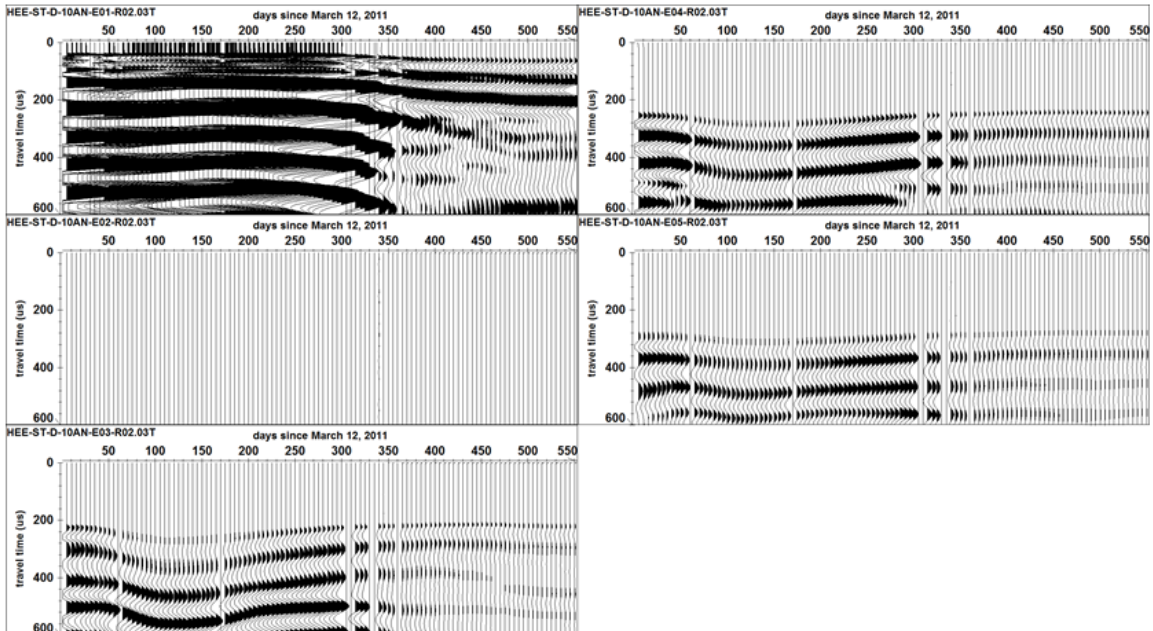 HEE-ST-D-10AN-E01-R02.03T
days since March 12, 2011
50 100 150 200 250 300 350 400 450 500 550
0
200
400
600
travel time (us)
HEE-ST-D-10AN-E04-R02.03T
days since March 12, 2011
50 100 150 200 250 300 350 400 450 500 550
0
200
400
600
travel time (us)
HEE-ST-D-10AN-E02-R02.03T
days since March 12, 2011
50 100 150 200 250 300 350 400 450 500 550
0
200
400
600
travel time (us)
HEE-ST-D-10AN-E05-R02.03T
days since March 12, 2011
50 100 150 200 250 300 350 400 450 500 550
0
200
400
600
travel time (us)
HEE-ST-D-10AN-E03-R02.03T
days since March 12, 2011
50 100 150 200 250 300 350 400 450 500 550
0
200
400
600
travel time (us)